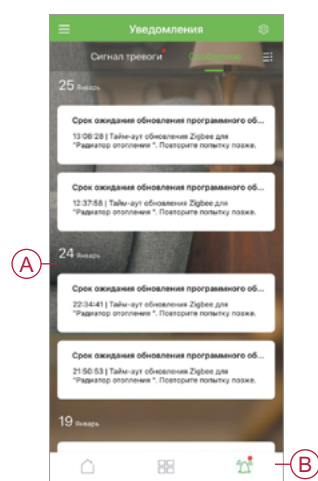 Уведомления
Сигнал тревоги Сообщение
25 Январь
Срок ожидания обновления программного об...
13:08:28 | Тайм-аут обновления Zigbee для
"Радиатор отопления ". Повторите попытку позже.
Срок ожидания обновления программного об...
12:37:58 | Тайм-аут обновления Zigbee для
"Радиатор отопления ". Повторите попытку позже.
A
24 Январь
Срок ожидания обновления программного об...
22:34:41 | Тайм-аут обновления Zigbee для
"Радиатор отопления ". Повторите попытку позже.
Срок ожидания обновления программного об...
21:50:53 | Тайм-аут обновления Zigbee для
"Радиатор отопления ". Повторите попытку позже.
19 Январь
B